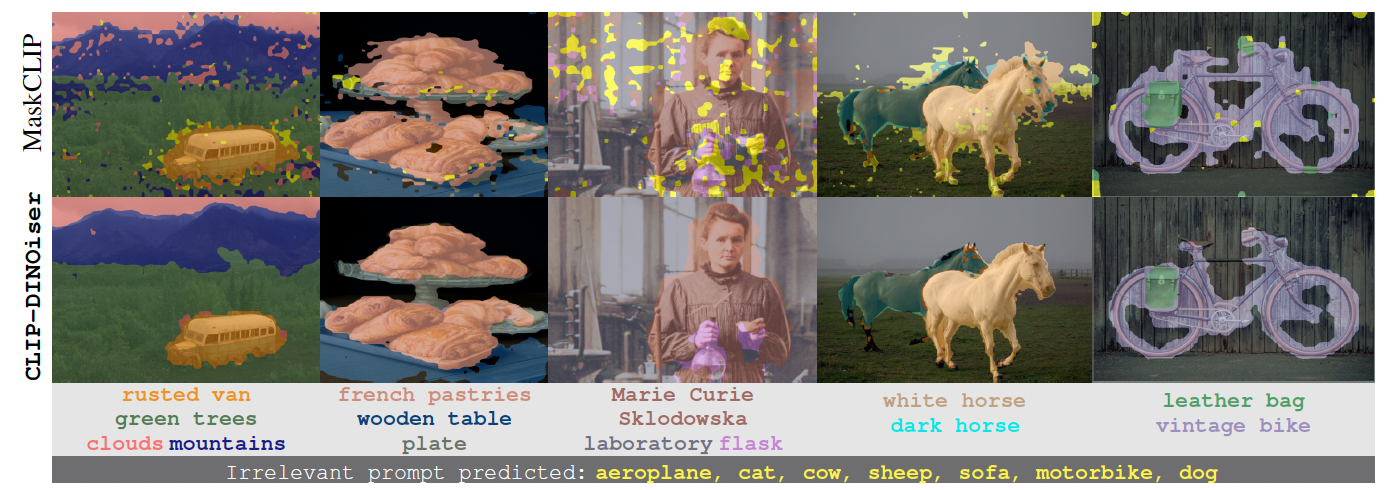 MaskCLIP
CLIP-DINOiser
rusted van
green trees
clouds mountains
french pastries
wooden table
plate
Marie Curie
Sklodowska
laboratory flask
white horse
dark horse
leather bag
vintage bike
Irrelevant prompt predicted: aeroplane, cat, cow, sheep, sofa, motorbike, dog